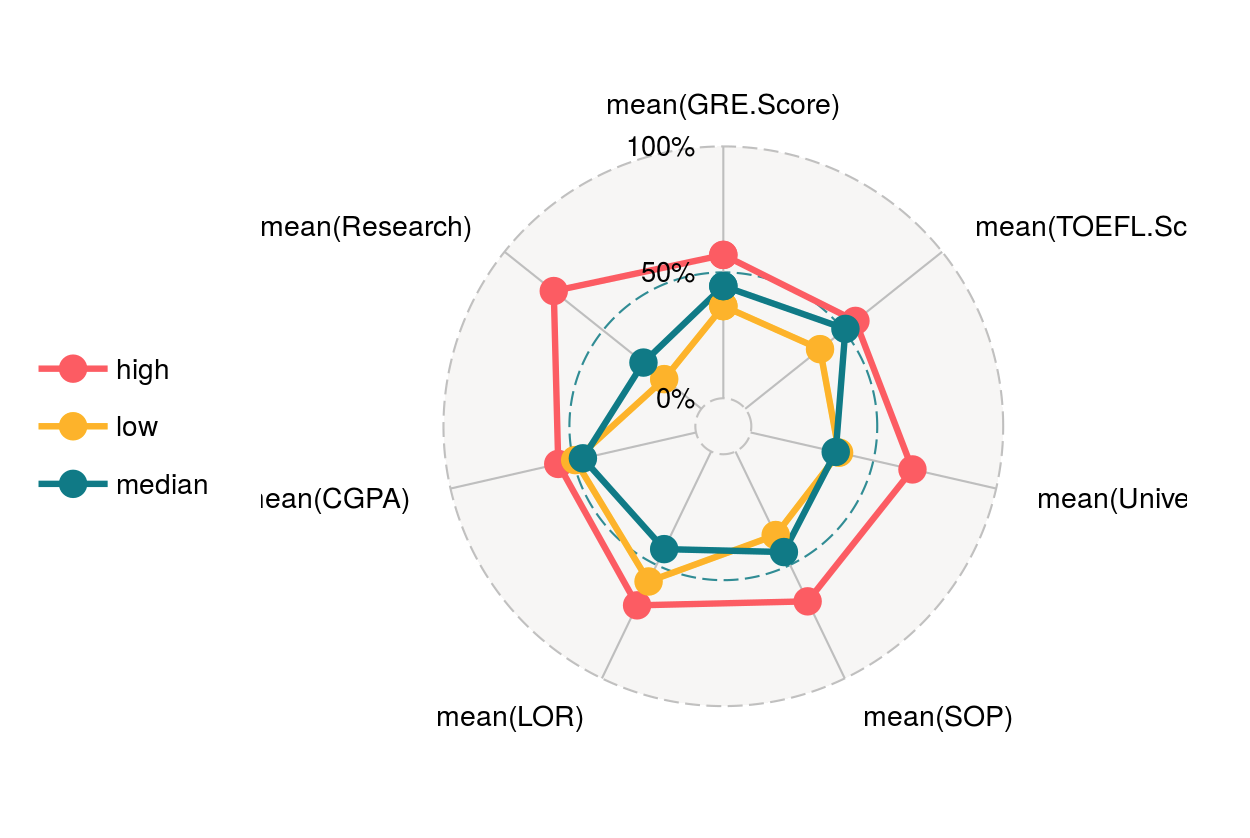 mean(GRE.Score)
100%
mean(Research)
mean(TOEFL.Sc
50%
high
0%
low
median
mean(CGPA)
mean(Unive
mean(LOR)
mean(SOP)